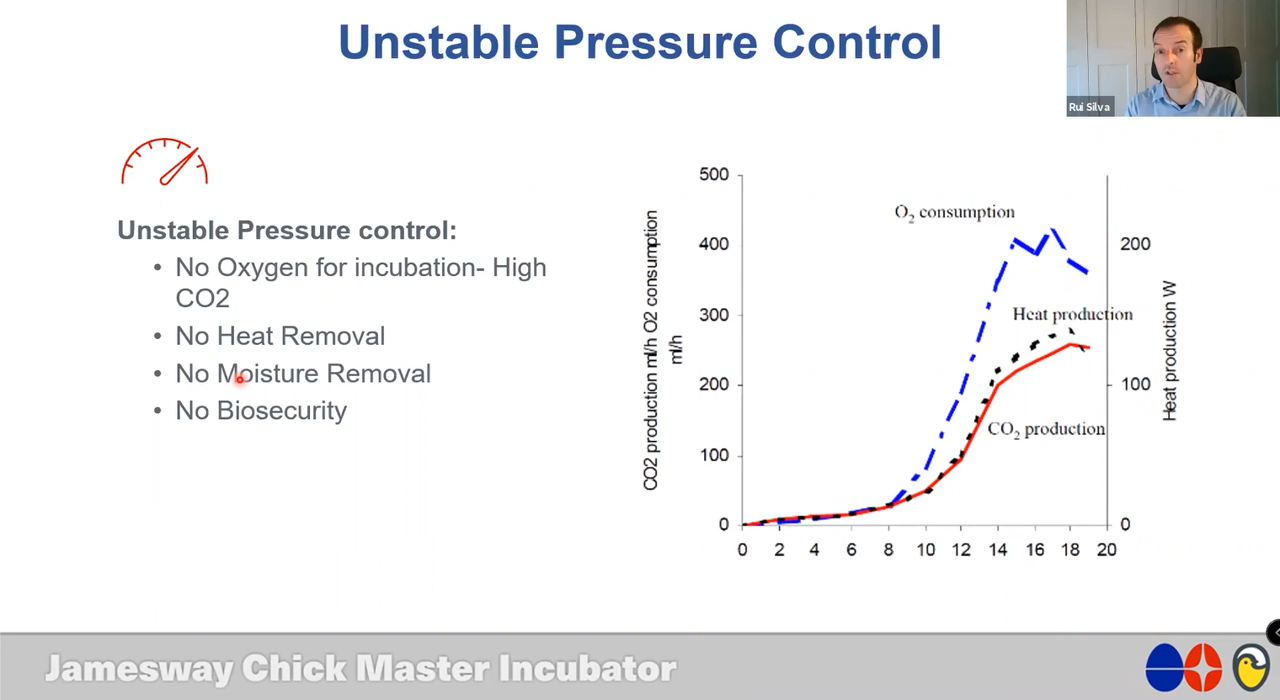 Unstable Pressure Control
Rui Silva
Unstable Pressure control:
• No Oxygen for incubation- High
CO2
• No Heat Removal
• No Moisture Removal
• No Biosecurity
CO2 production ml/h O2 consumption
ml/h
500
400
300
200
100
0
O2 consumption
Heat production
CO2 production
200
100
0
Heat production W
0 2 4 6 8 10 12 14 16 18 20
Jamesway Chick Master Incubator